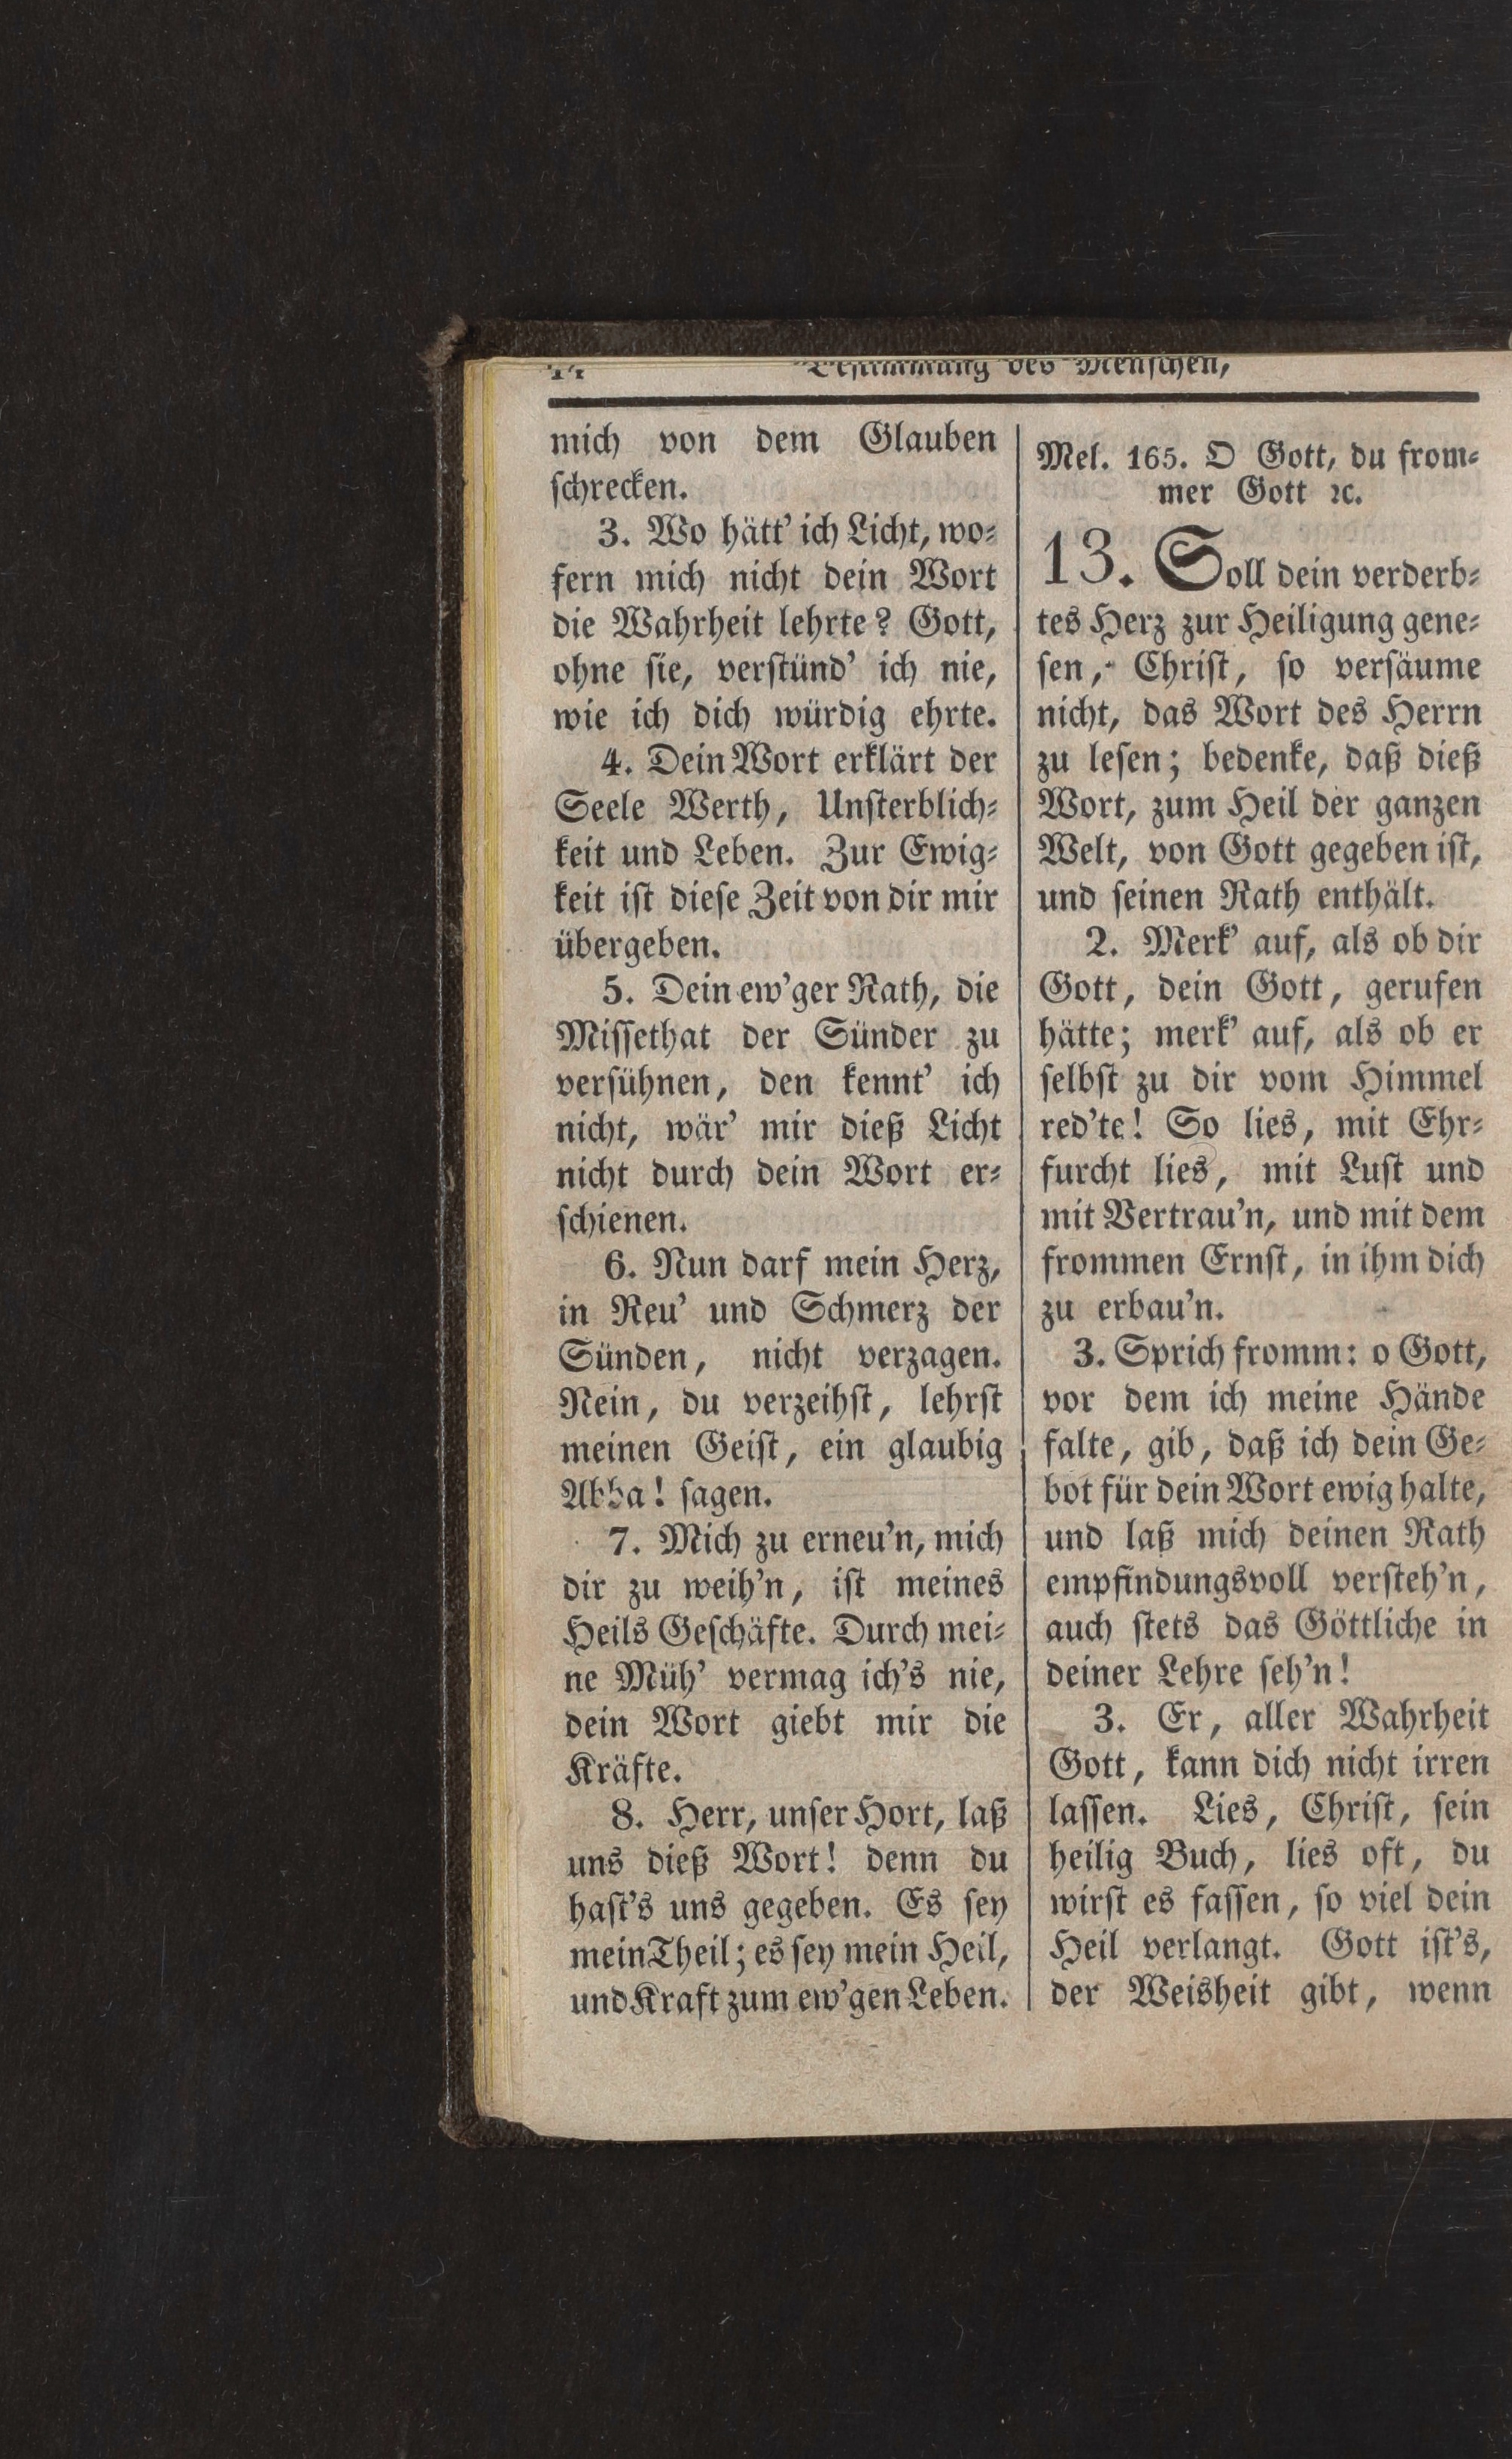 Bestimmung des Menschen,
mich von dem Glauben
schrecken.
3. Wo hätt' ich Licht, wo-
fern mich nicht dein Wort
die Wahrheit lehrte? Gott,
ohne sie, verstünd' ich nie,
wie ich dich würdig ehrte.
4. Dein Wort erklärt der
Seele Werth, Unsterblich-
keit und Leben. Zur Ewig-
keit ist diese Zeit von dir mir
übergeben.
5. Dein ew'ger Rath, die
Missethat der Sünder zu
versühnen, den kennt' ich
nicht, wär' mir dieß Licht
nicht durch dein Wort er-
schienen.
6. Nun darf mein Herz,
in Reu' und Schmerz der
Sünden, nicht verzagen.
Nein, du verzeihst, lehrst
meinen Geist, ein glaubig
Abba! sagen.
7. Mich zu erneu'n, mich
dir zu weih'n, ist meines
Heils Geschäfte. Durch mei-
ne Müh' vermag ich's nie,
dein Wort giebt mir die
Kräfte.
8. Herr, unser Hort, laß
uns dieß Wort! denn du
hast's uns gegeben. Es sey
mein Theil; es sey mein Heil,
und Kraft zum ew'gen Leben.
Mel. 165. O Gott, du from-
mer Gott ꝛc.
13. Soll dein verderb-
tes Herz zur Heiligung gene-
sen, Christ, so versäume
nicht, das Wort des Herrn
zu lesen; bedenke, daß dieß
Wort, zum Heil der ganzen
Welt, von Gott gegeben ist,
und seinen Rath enthält.
2. Merk' auf, als ob dir
Gott, dein Gott, gerufen
hätte; merk' auf, als ob er
selbst zu dir vom Himmel
red'te! So lies, mit Ehr-
furcht lies, mit Lust und
mit Vertrau'n, und mit dem
frommen Ernst, in ihm dich
zu erbau'n.
3. Sprich fromm: o Gott,
vor dem ich meine Hände
falte, gib, daß ich dein Ge-
bot für dein Wort ewig halte,
und laß mich deinen Rath
empfindungsvoll versteh'n,
auch stets das Göttliche in
deiner Lehre seh'n!
3. Er, aller Wahrheit
Gott, kann dich nicht irren
lassen. Lies, Christ, sein
heilig Buch, lies oft, du
wirst es fassen, so viel dein
Heil verlangt. Gott ist's,
der Weisheit gibt, wenn